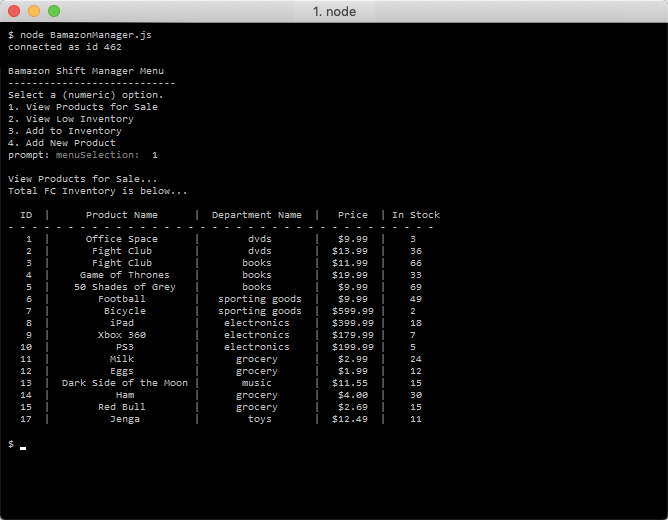 1. node
$ node BamazonManager.js
connected as id 462
Bamazon Shift Manager Menu
----------------------------
Select a (numeric) option.
1. View Products for Sale
2. View Low Inventory
3. Add to Inventory
4. Add New Product
prompt: menuSelection:  1
View Products for Sale...
Total FC Inventory is below...
ID | Product Name | Department Name | Price | In Stock
- - - - - - - - - - - - - - - - - - - - - - - - - - - - - - - - - - - -
1 | Office Space | dvds | $9.99 | 3
2 | Fight Club | dvds | $13.99 | 36
3 | Fight Club | books | $11.99 | 66
4 | Game of Thrones | books | $19.99 | 33
5 | 50 Shades of Grey | books | $9.99 | 69
6 | Football | sporting goods | $9.99 | 49
7 | Bicycle | sporting goods | $599.99 | 2
8 | iPad | electronics | $399.99 | 18
9 | Xbox 360 | electronics | $179.99 | 7
10 | PS3 | electronics | $199.99 | 5
11 | Milk | grocery | $2.99 | 24
12 | Eggs | grocery | $1.99 | 12
13 | Dark Side of the Moon | music | $11.55 | 15
14 | Ham | grocery | $4.00 | 30
15 | Red Bull | grocery | $2.69 | 15
17 | Jenga | toys | $12.49 | 11
$